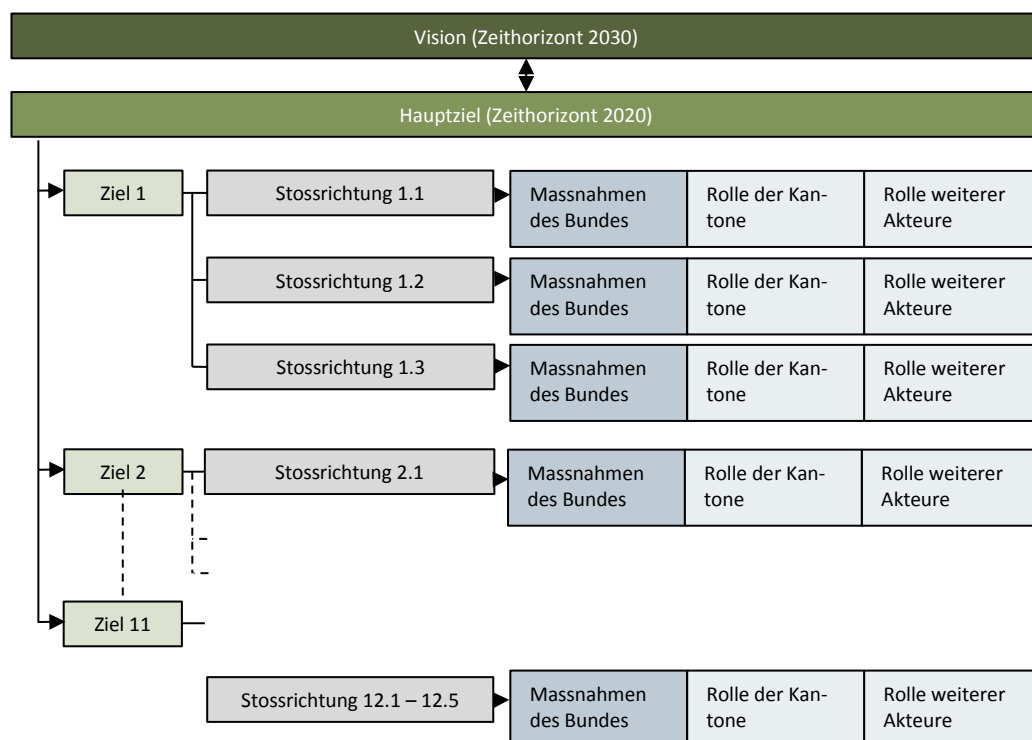 Vision (Zeithorizont 2030)
Hauptziel (Zeithorizont 2020)
Ziel 1
Stossrichtung 1.1
Massnahmen
des Bundes
Rolle der Kan-
tone
Rolle weiterer
Akteure
Stossrichtung 1.2
Massnahmen
des Bundes
Rolle der Kan-
tone
Rolle weiterer
Akteure
Stossrichtung 1.3
Massnahmen
des Bundes
Rolle der Kan-
tone
Rolle weiterer
Akteure
Ziel 2
Stossrichtung 2.1
Massnahmen
des Bundes
Rolle der Kan-
tone
Rolle weiterer
Akteure
Ziel 11
Stossrichtung 12.1 – 12.5
Massnahmen
des Bundes
Rolle der Kan-
tone
Rolle weiterer
Akteure